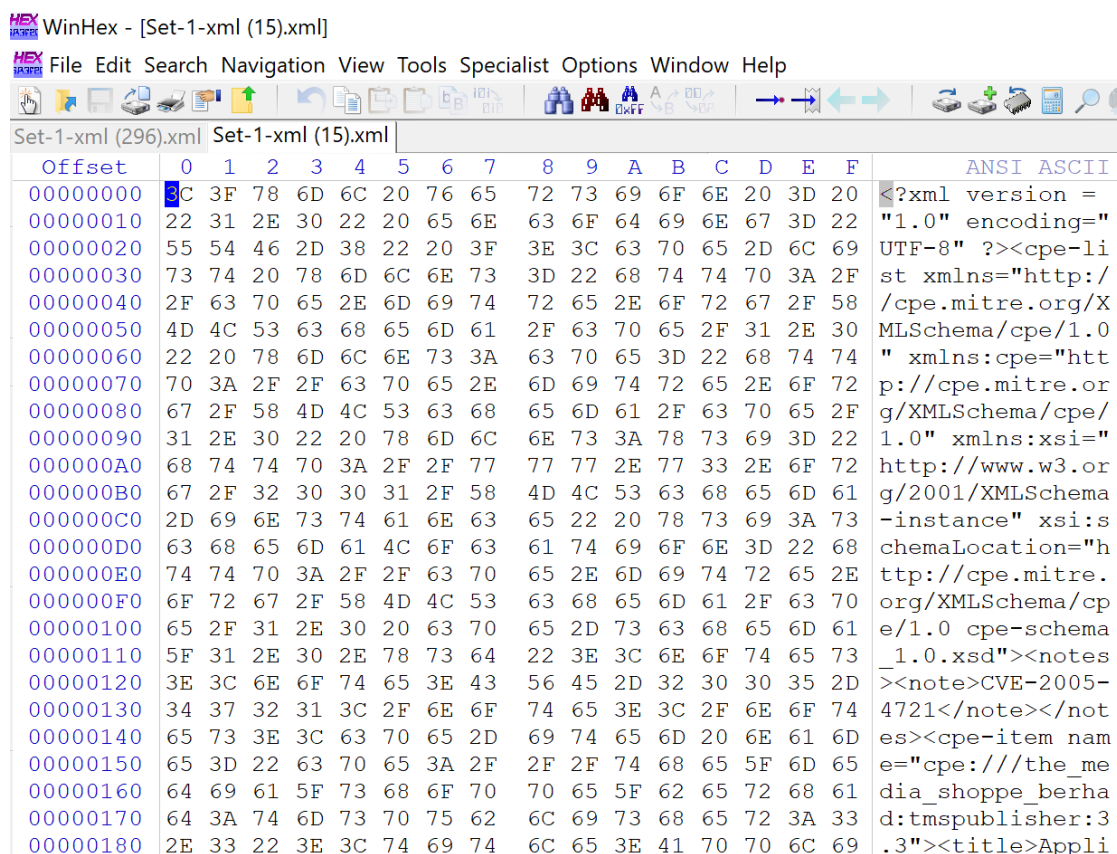 WinHex - [Set-1-xml (15).xml]
File Edit Search Navigation View Tools Specialist Options Window Help
Set-1-xml (296).xml Set-1-xml (15).xml
Offset 0 1 2 3 4 5 6 7 8 9 A B C D E F ANSI ASCII
00000000 3C 3F 78 6D 6C 20 76 65 72 73 69 6F 6E 20 3D 20 <?xml version =
00000010 22 31 2E 30 22 20 65 6E 63 6F 64 69 6E 67 3D 22 "1.0" encoding="
00000020 55 54 46 2D 38 22 20 3F 3E 3C 63 70 65 2D 6C 69 UTF-8" ?><cpe-li
00000030 73 74 20 78 6D 6C 6E 73 3D 22 68 74 74 70 3A 2F st xmlns="http:/
00000040 2F 63 70 65 2E 6D 69 74 72 65 2E 6F 72 67 2F 58 /cpe.mitre.org/X
00000050 4D 4C 53 63 68 65 6D 61 2F 63 70 65 2F 31 2E 30 MLSchema/cpe/1.0
00000060 22 20 78 6D 6C 6E 73 3A 63 70 65 3D 22 68 74 74 " xmlns:cpe="htt
00000070 70 3A 2F 2F 63 70 65 2E 6D 69 74 72 65 2E 6F 72 p://cpe.mitre.or
00000080 67 2F 58 4D 4C 53 63 68 65 6D 61 2F 63 70 65 2F g/XMLSchema/cpe/
00000090 31 2E 30 22 20 78 6D 6C 6E 73 3A 78 73 69 3D 22 1.0" xmlns:xsi="
000000A0 68 74 74 70 3A 2F 2F 77 77 77 2E 77 33 2E 6F 72 http://www.w3.or
000000B0 67 2F 32 30 30 31 2F 58 4D 4C 53 63 68 65 6D 61 g/2001/XMLSchema
000000C0 2D 69 6E 73 74 61 6E 63 65 22 20 78 73 69 3A 73 -instance" xsi:s
000000D0 63 68 65 6D 61 4C 6F 63 61 74 69 6F 6E 3D 22 68 chemaLocation="h
000000E0 74 74 70 3A 2F 2F 63 70 65 2E 6D 69 74 72 65 2E ttp://cpe.mitre.
000000F0 6F 72 67 2F 58 4D 4C 53 63 68 65 6D 61 2F 63 70 org/XMLSchema/cp
00000100 65 2F 31 2E 30 20 63 70 65 2D 73 63 68 65 6D 61 e/1.0 cpe-schema
00000110 5F 31 2E 30 2E 78 73 64 22 3E 3C 6E 6F 74 65 73 _1.0.xsd"><notes
00000120 3E 3C 6E 6F 74 65 3E 43 56 45 2D 32 30 30 35 2D ><note>CVE-2005-
00000130 34 37 32 31 3C 2F 6E 6F 74 65 3E 3C 2F 6E 6F 74 4721</note></not
00000140 65 73 3E 3C 63 70 65 2D 69 74 65 6D 20 6E 61 6D es><cpe-item nam
00000150 65 3D 22 63 70 65 3A 2F 2F 2F 74 68 65 5F 6D 65 e="cpe:///the_me
00000160 64 69 61 5F 73 68 6F 70 70 65 5F 62 65 72 68 61 dia_shoppe_berha
00000170 64 3A 74 6D 73 70 75 62 6C 69 73 68 65 72 3A 33 d:tmspublisher:3
00000180 2E 33 22 3E 3C 74 69 74 6C 65 3E 41 70 70 6C 69 .3"><title>Appli